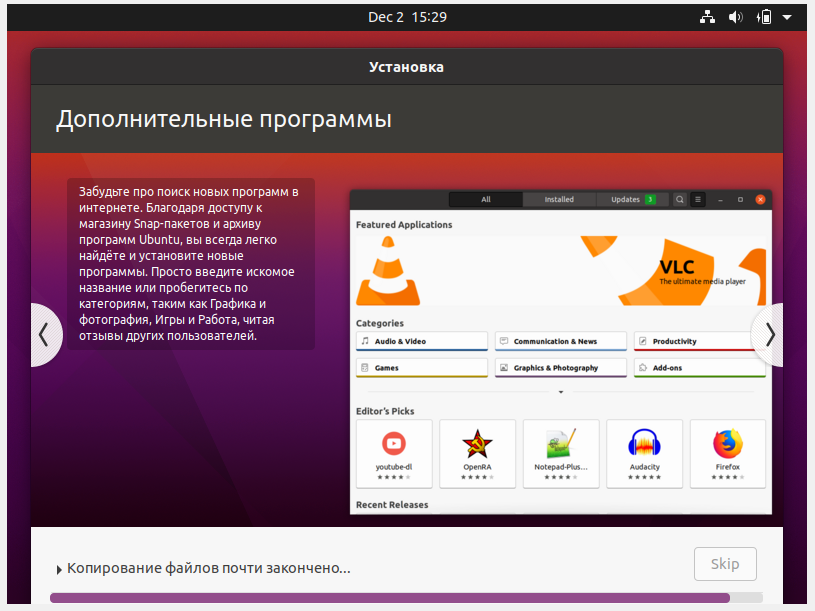 Dec 2 15:29
Установка
Дополнительные программы
Забудьте про поиск новых программ в
интернете. Благодаря доступу к
магазину Snap-пакетов и архиву
программ Ubuntu, вы всегда легко
найдёте и установите новые
программы. Просто введите искомое
название или пробегитесь по
категориям, таким как Графика и
фотография, Игры и Работа, читая
отзывы других пользователей.
All Installed Updates 3
Featured Applications
VLC
The ultimate media player
Categories
Audio & Video Communication & News Productivity
Games Graphics & Photography Add-ons
Editor's Picks
youtube-dl OpenRA Notepad-Plus... Audacity Firefox
Recent Releases
Копирование файлов почти закончено...
Skip